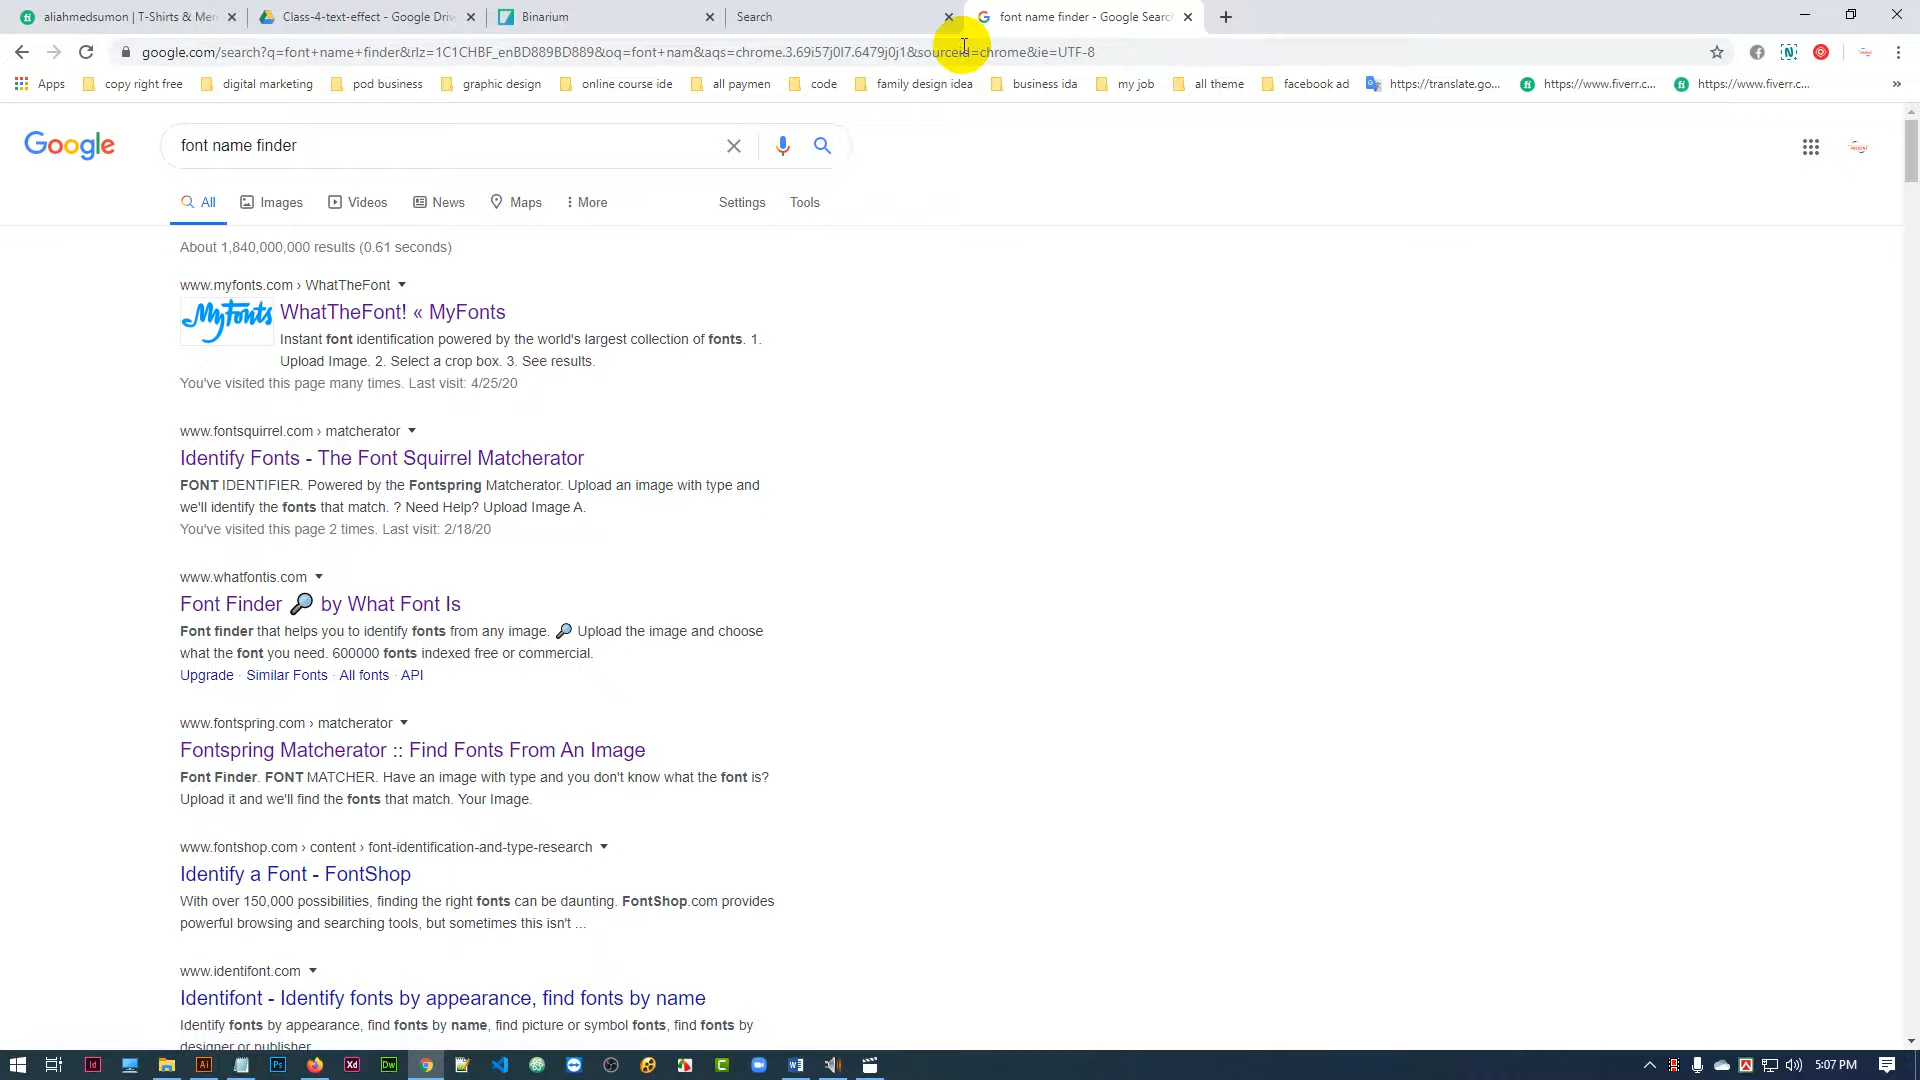 aliahmedsumon | T-Shirts & Mer
Class-4-text-effect - Google Driv
Binarium
Search
font name finder - Google Search
google.com/search?q=font+name+finder&rlz=1C1CHBF_enBD889BD889&oq=font+nam&aqs=chrome.3.69i57j0l7.6479j0j1&sourceid=chrome&ie=UTF-8
Apps
copy right free
digital marketing
pod business
graphic design
online course ide
all paymen
code
family design idea
business ida
my job
all theme
facebook ad
https://translate.go...
https://www.fiverr.c...
https://www.fiverr.c...
Google
font name finder
All
Images
Videos
News
Maps
More
Settings
Tools
About 1,840,000,000 results (0.61 seconds)
www.myfonts.com › WhatTheFont
MyFonts
WhatTheFont! « MyFonts
Instant font identification powered by the world's largest collection of fonts. 1.
Upload Image. 2. Select a crop box. 3. See results.
You've visited this page many times. Last visit: 4/25/20
www.fontsquirrel.com › matcherator
Identify Fonts - The Font Squirrel Matcherator
FONT IDENTIFIER. Powered by the Fontspring Matcherator. Upload an image with type and
we'll identify the fonts that match. ? Need Help? Upload Image A.
You've visited this page 2 times. Last visit: 2/18/20
www.whatfontis.com
Font Finder 🔎 by What Font Is
Font finder that helps you to identify fonts from any image. 🔎 Upload the image and choose
what the font you need. 600000 fonts indexed free or commercial.
Upgrade · Similar Fonts · All fonts · API
www.fontspring.com › matcherator
Fontspring Matcherator :: Find Fonts From An Image
Font Finder. FONT MATCHER. Have an image with type and you don't know what the font is?
Upload it and we'll find the fonts that match. Your Image.
www.fontshop.com › content › font-identification-and-type-research
Identify a Font - FontShop
With over 150,000 possibilities, finding the right fonts can be daunting. FontShop.com provides
powerful browsing and searching tools, but sometimes this isn't ...
www.identifont.com
Identifont - Identify fonts by appearance, find fonts by name
Identify fonts by appearance, find fonts by name, find picture or symbol fonts, find fonts by
designer or publisher
5:07 PM